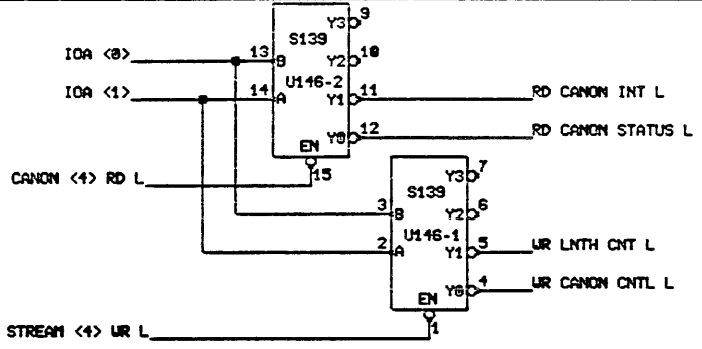 Y3 9
S139
IOA <0> 13 B Y2 10
U146-2
IOA <1> 14 A Y1 11 RD CANON INT L
Y0 12 RD CANON STATUS L
EN
CANON <4> RD L 15
Y3 7
S139
3 B Y2 6
U146-1
2 A Y1 5 WR LNTH CNT L
Y0 4 WR CANON CNTL L
EN
STREAM <4> WR L 1